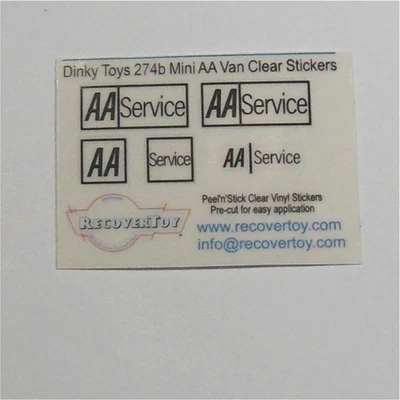 Dinky Toys 274b Mini AA Van Clear Stickers
AA Service AA Service
AA Service AA Service
Peel'n'Stick Clear Vinyl Stickers
Pre-cut for easy application
RECOVERTOY
www.recovertoy.com
info@recovertoy.com